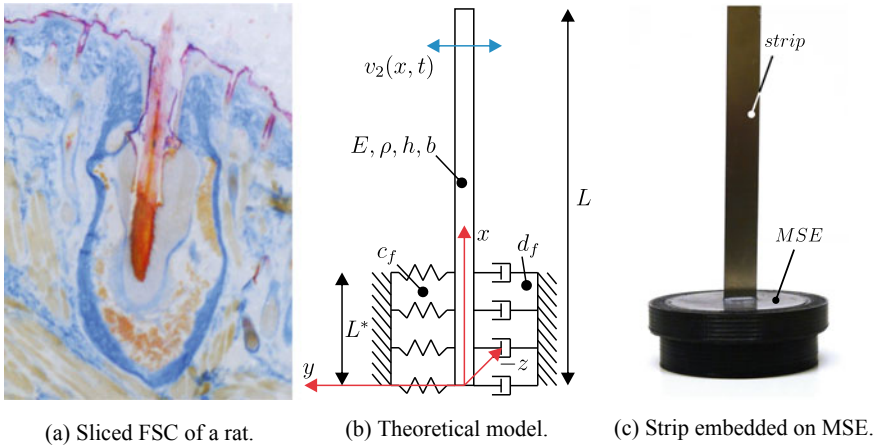 v₂(x, t)
E, ρ, h, b
x
c_f
d_f
L
L*
y
−z
strip
MSE
(a) Sliced FSC of a rat.
(b) Theoretical model.
(c) Strip embedded on MSE.